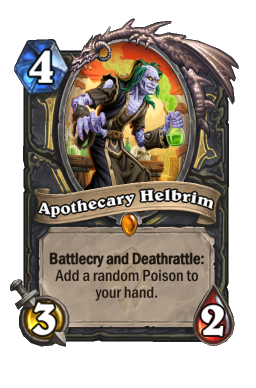 4
Apothecary Helbrim
Battlecry and Deathrattle:
Add a random Poison to
your hand.
3
2